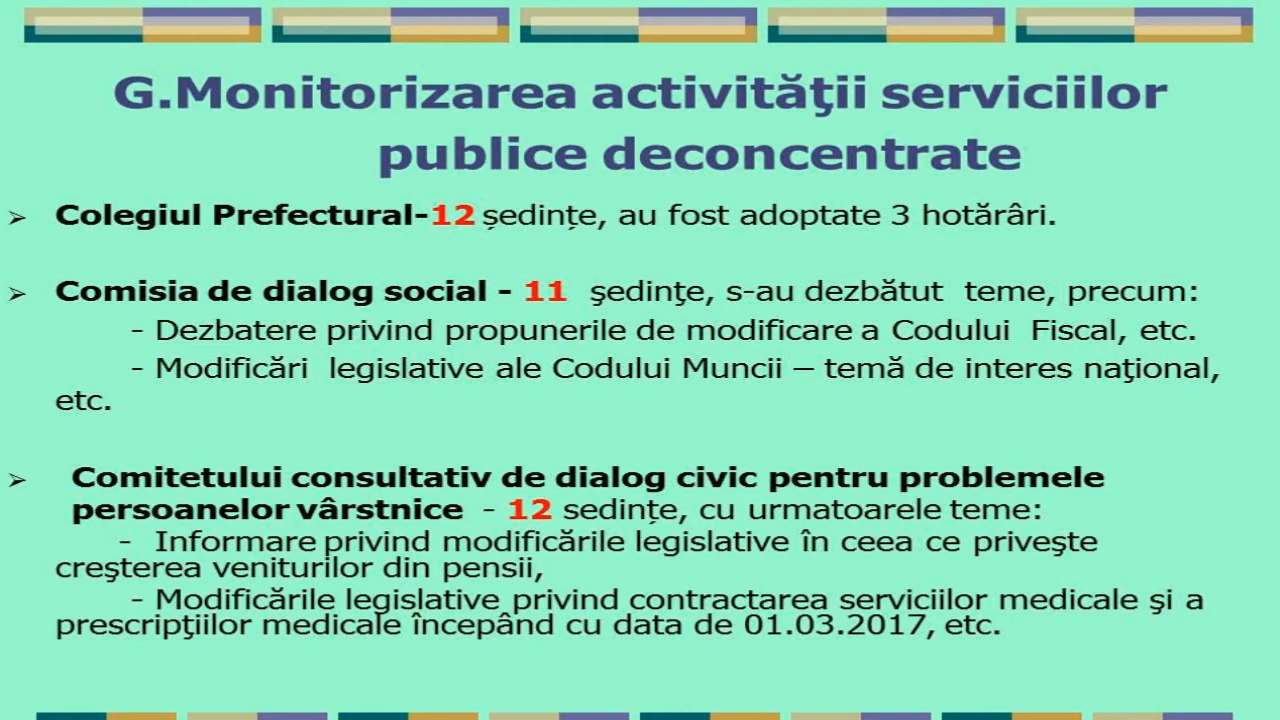 G.Monitorizarea activităţii serviciilor
publice deconcentrate
Colegiul Prefectural-12 ședințe, au fost adoptate 3 hotărâri.
Comisia de dialog social - 11 şedinţe, s-au dezbătut teme, precum:
- Dezbatere privind propunerile de modificare a Codului Fiscal, etc.
- Modificări legislative ale Codului Muncii – temă de interes naţional,
etc.
Comitetului consultativ de dialog civic pentru problemele
persoanelor vârstnice - 12 sedințe, cu urmatoarele teme:
- Informare privind modificările legislative în ceea ce priveşte
creşterea veniturilor din pensii,
- Modificările legislative privind contractarea serviciilor medicale şi a
prescripţiilor medicale începând cu data de 01.03.2017, etc.